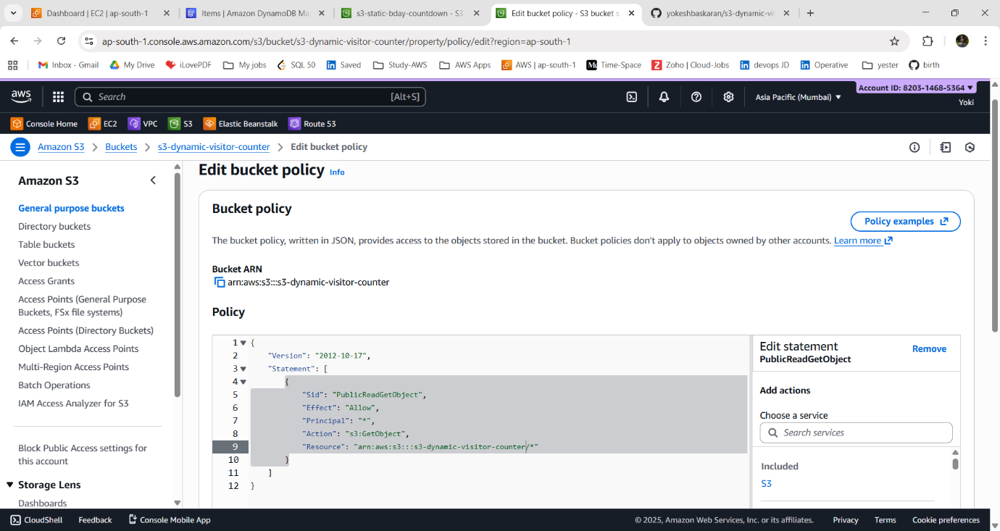 Dashboard | EC2 | ap-south-1
Items | Amazon DynamoDB Ma
s3-static-bday-countdown - S3
Edit bucket policy - S3 bucket s
yokeshbaskaran/s3-dynamic-vis
ap-south-1.console.aws.amazon.com/s3/bucket/s3-dynamic-visitor-counter/property/policy/edit?region=ap-south-1
Inbox - Gmail
My Drive
iLovePDF
My jobs
SQL 50
Saved
Study-AWS
AWS Apps
AWS | ap-south-1
Time-Space
Zoho | Cloud-Jobs
devops JD
Operative
yester
birth
aws
Search
[Alt+S]
Asia Pacific (Mumbai)
Account ID: 8203-1468-5364
Yoki
Console Home
EC2
VPC
S3
Elastic Beanstalk
Route 53
Amazon S3 > Buckets > s3-dynamic-visitor-counter > Edit bucket policy
Amazon S3
General purpose buckets
Directory buckets
Table buckets
Vector buckets
Access Grants
Access Points (General Purpose
Buckets, FSx file systems)
Access Points (Directory Buckets)
Object Lambda Access Points
Multi-Region Access Points
Batch Operations
IAM Access Analyzer for S3
Block Public Access settings for
this account
Storage Lens
Dashboards
Edit bucket policy Info
Bucket policy
Policy examples
The bucket policy, written in JSON, provides access to the objects stored in the bucket. Bucket policies don't apply to objects owned by other accounts. Learn more
Bucket ARN
arn:aws:s3:::s3-dynamic-visitor-counter
Policy
1 {
2 "Version": "2012-10-17",
3 "Statement": [
4 {
5 "Sid": "PublicReadGetObject",
6 "Effect": "Allow",
7 "Principal": "*",
8 "Action": "s3:GetObject",
9 "Resource": "arn:aws:s3:::s3-dynamic-visitor-counter/*"
10 }
11 ]
12 }
Edit statement
Remove
PublicReadGetObject
Add actions
Choose a service
Search services
Included
S3
CloudShell
Feedback
Console Mobile App
© 2025, Amazon Web Services, Inc. or its affiliates.
Privacy
Terms
Cookie preferences